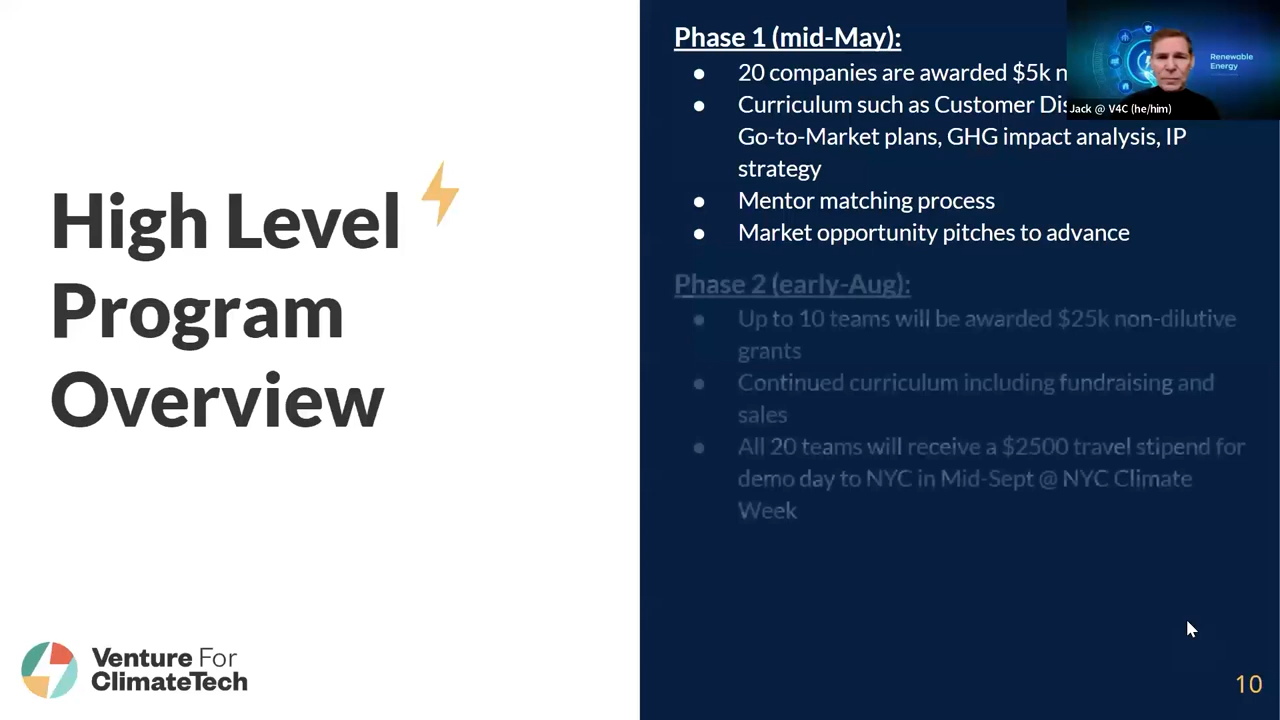 High Level
Program
Overview
Venture For
ClimateTech
Phase 1 (mid-May):
● 20 companies are awarded $5k
● Curriculum such as Customer
Go-to-Market plans, GHG impact analysis, IP
strategy
● Mentor matching process
● Market opportunity pitches to advance
Phase 2 (early-Aug):
● Up to 10 teams will be awarded $25k non-dilutive
grants
● Continued curriculum including fundraising and
sales
● All 20 teams will receive a $2500 travel stipend for
demo day to NYC in Mid-Sept @ NYC Climate
Week
Renewable
Energy
Jack @ V4C (he/him)
10